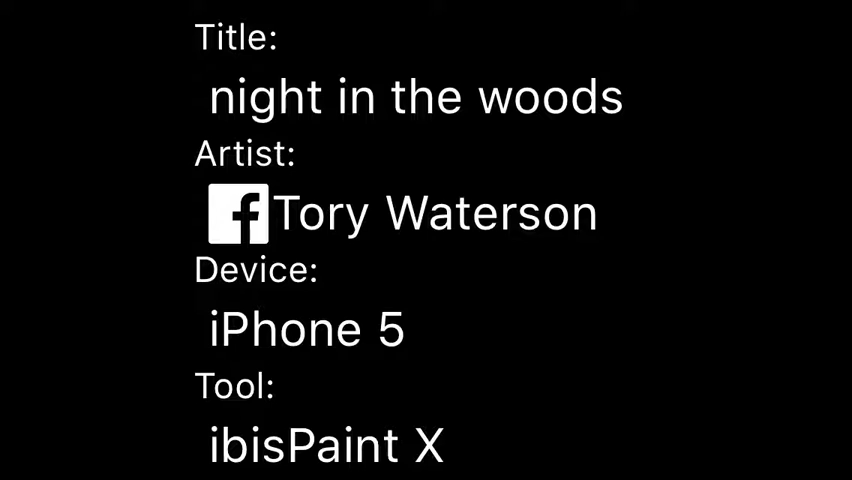 Title:
night in the woods
Artist:
Tory Waterson
Device:
iPhone 5
Tool:
ibisPaint X